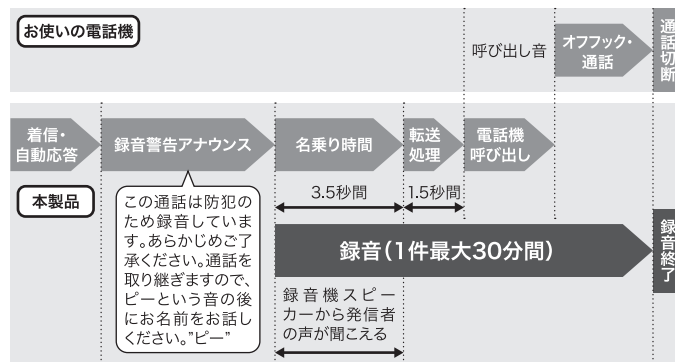 お使いの電話機
呼び出し音
オフフック・
通話
通話切断
着信・
自動応答
録音警告アナウンス
名乗り時間
転送
処理
電話機
呼び出し
本製品
3.5秒間
1.5秒間
この通話は防犯の
ため録音していま
す。あらかじめご了
承ください。通話を
取り継ぎますので、
ピーという音の後
にお名前をお話し
ください。"ピー"
録音（1件最大30分間）
録音終了
録音機スピー
カーから発信者
の声が聞こえる